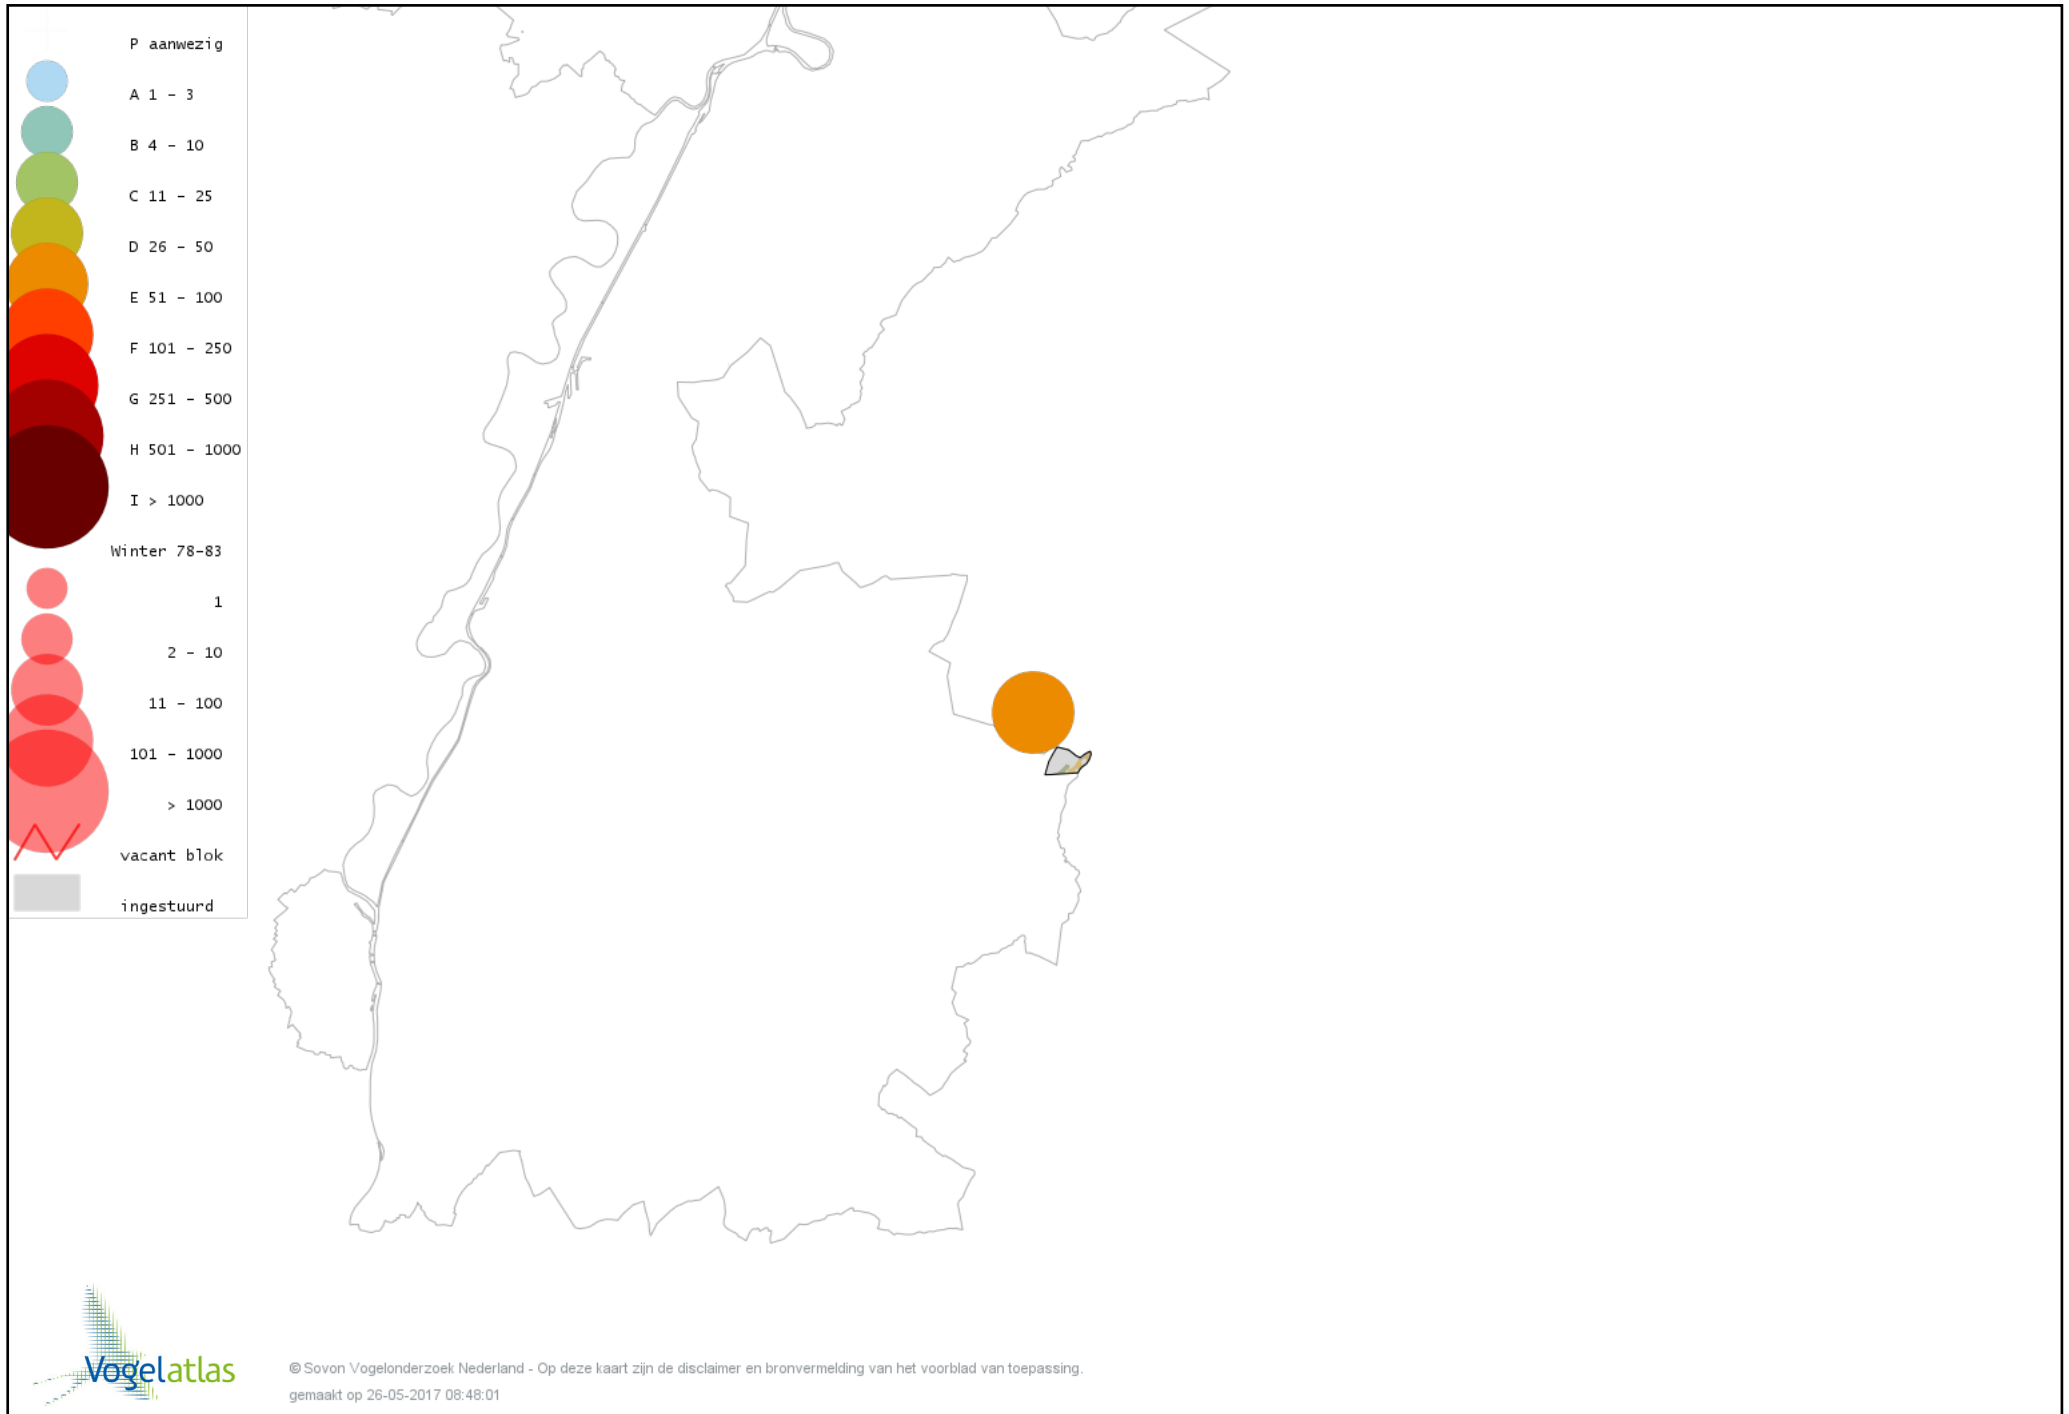 P aanwezig
A 1 - 3
B 4 - 10
C 11 - 25
D 26 - 50
E 51 - 100
F 101 - 250
G 251 - 500
H 501 - 1000
I > 1000
Winter 78-83
1
2 - 10
11 - 100
101 - 1000
> 1000
vacant blok
ingestuurd
Vogelatlas
© Sovon Vogelonderzoek Nederland - Op deze kaart zijn de disclaimer en bronvermelding van het voorblad van toepassing.
gemaakt op 26-05-2017 08:48:01